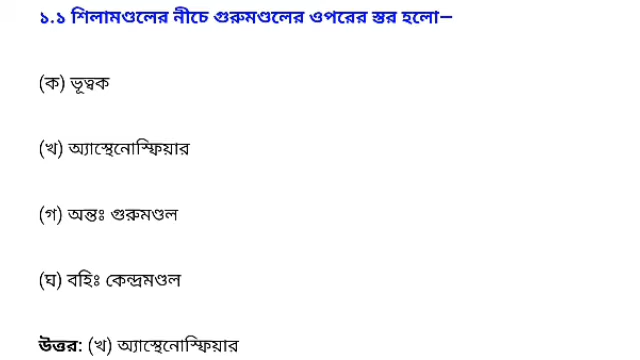 ১.১ শিলামণ্ডলের নীচে গুরুমণ্ডলের ওপরের স্তর হলো—
(ক) ভূত্বক
(খ) অ্যাস্থেনোস্ফিয়ার
(গ) অন্তঃ গুরুমণ্ডল
(ঘ) বহিঃ কেন্দ্রমণ্ডল
উত্তর: (খ) অ্যাস্থেনোস্ফিয়ার